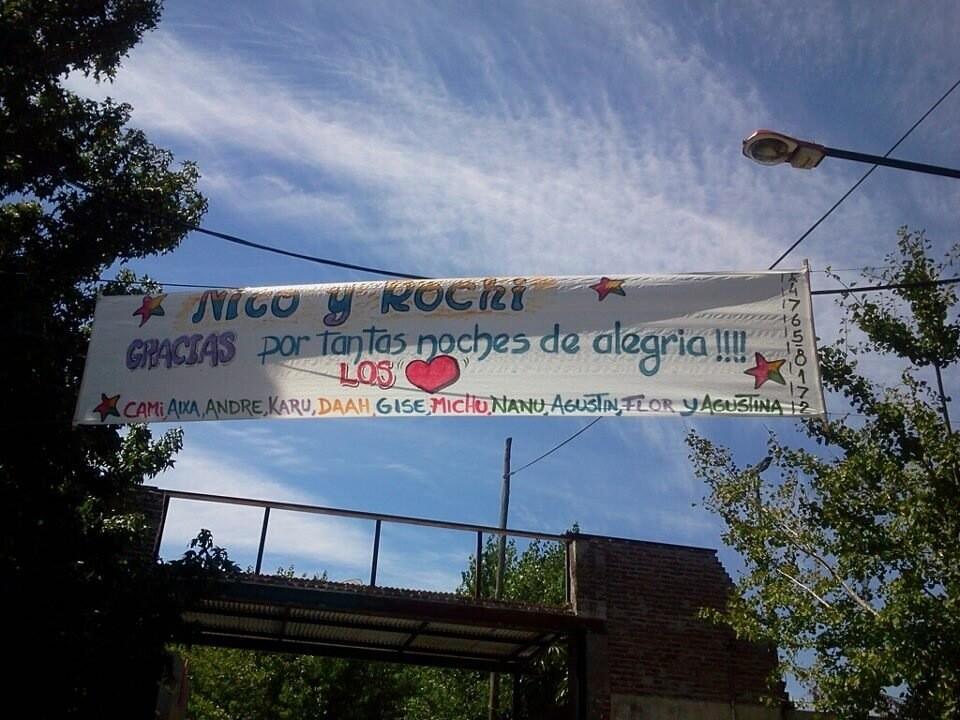 NICO y ROCHI
GRACIAS por tantas noches de alegria !!!!
LOS
CAMI, AIXA, ANDRE, KARU, DAAH, GISE, MICHU, NANU, AGUSTIN, FLOR Y AGUSTINA